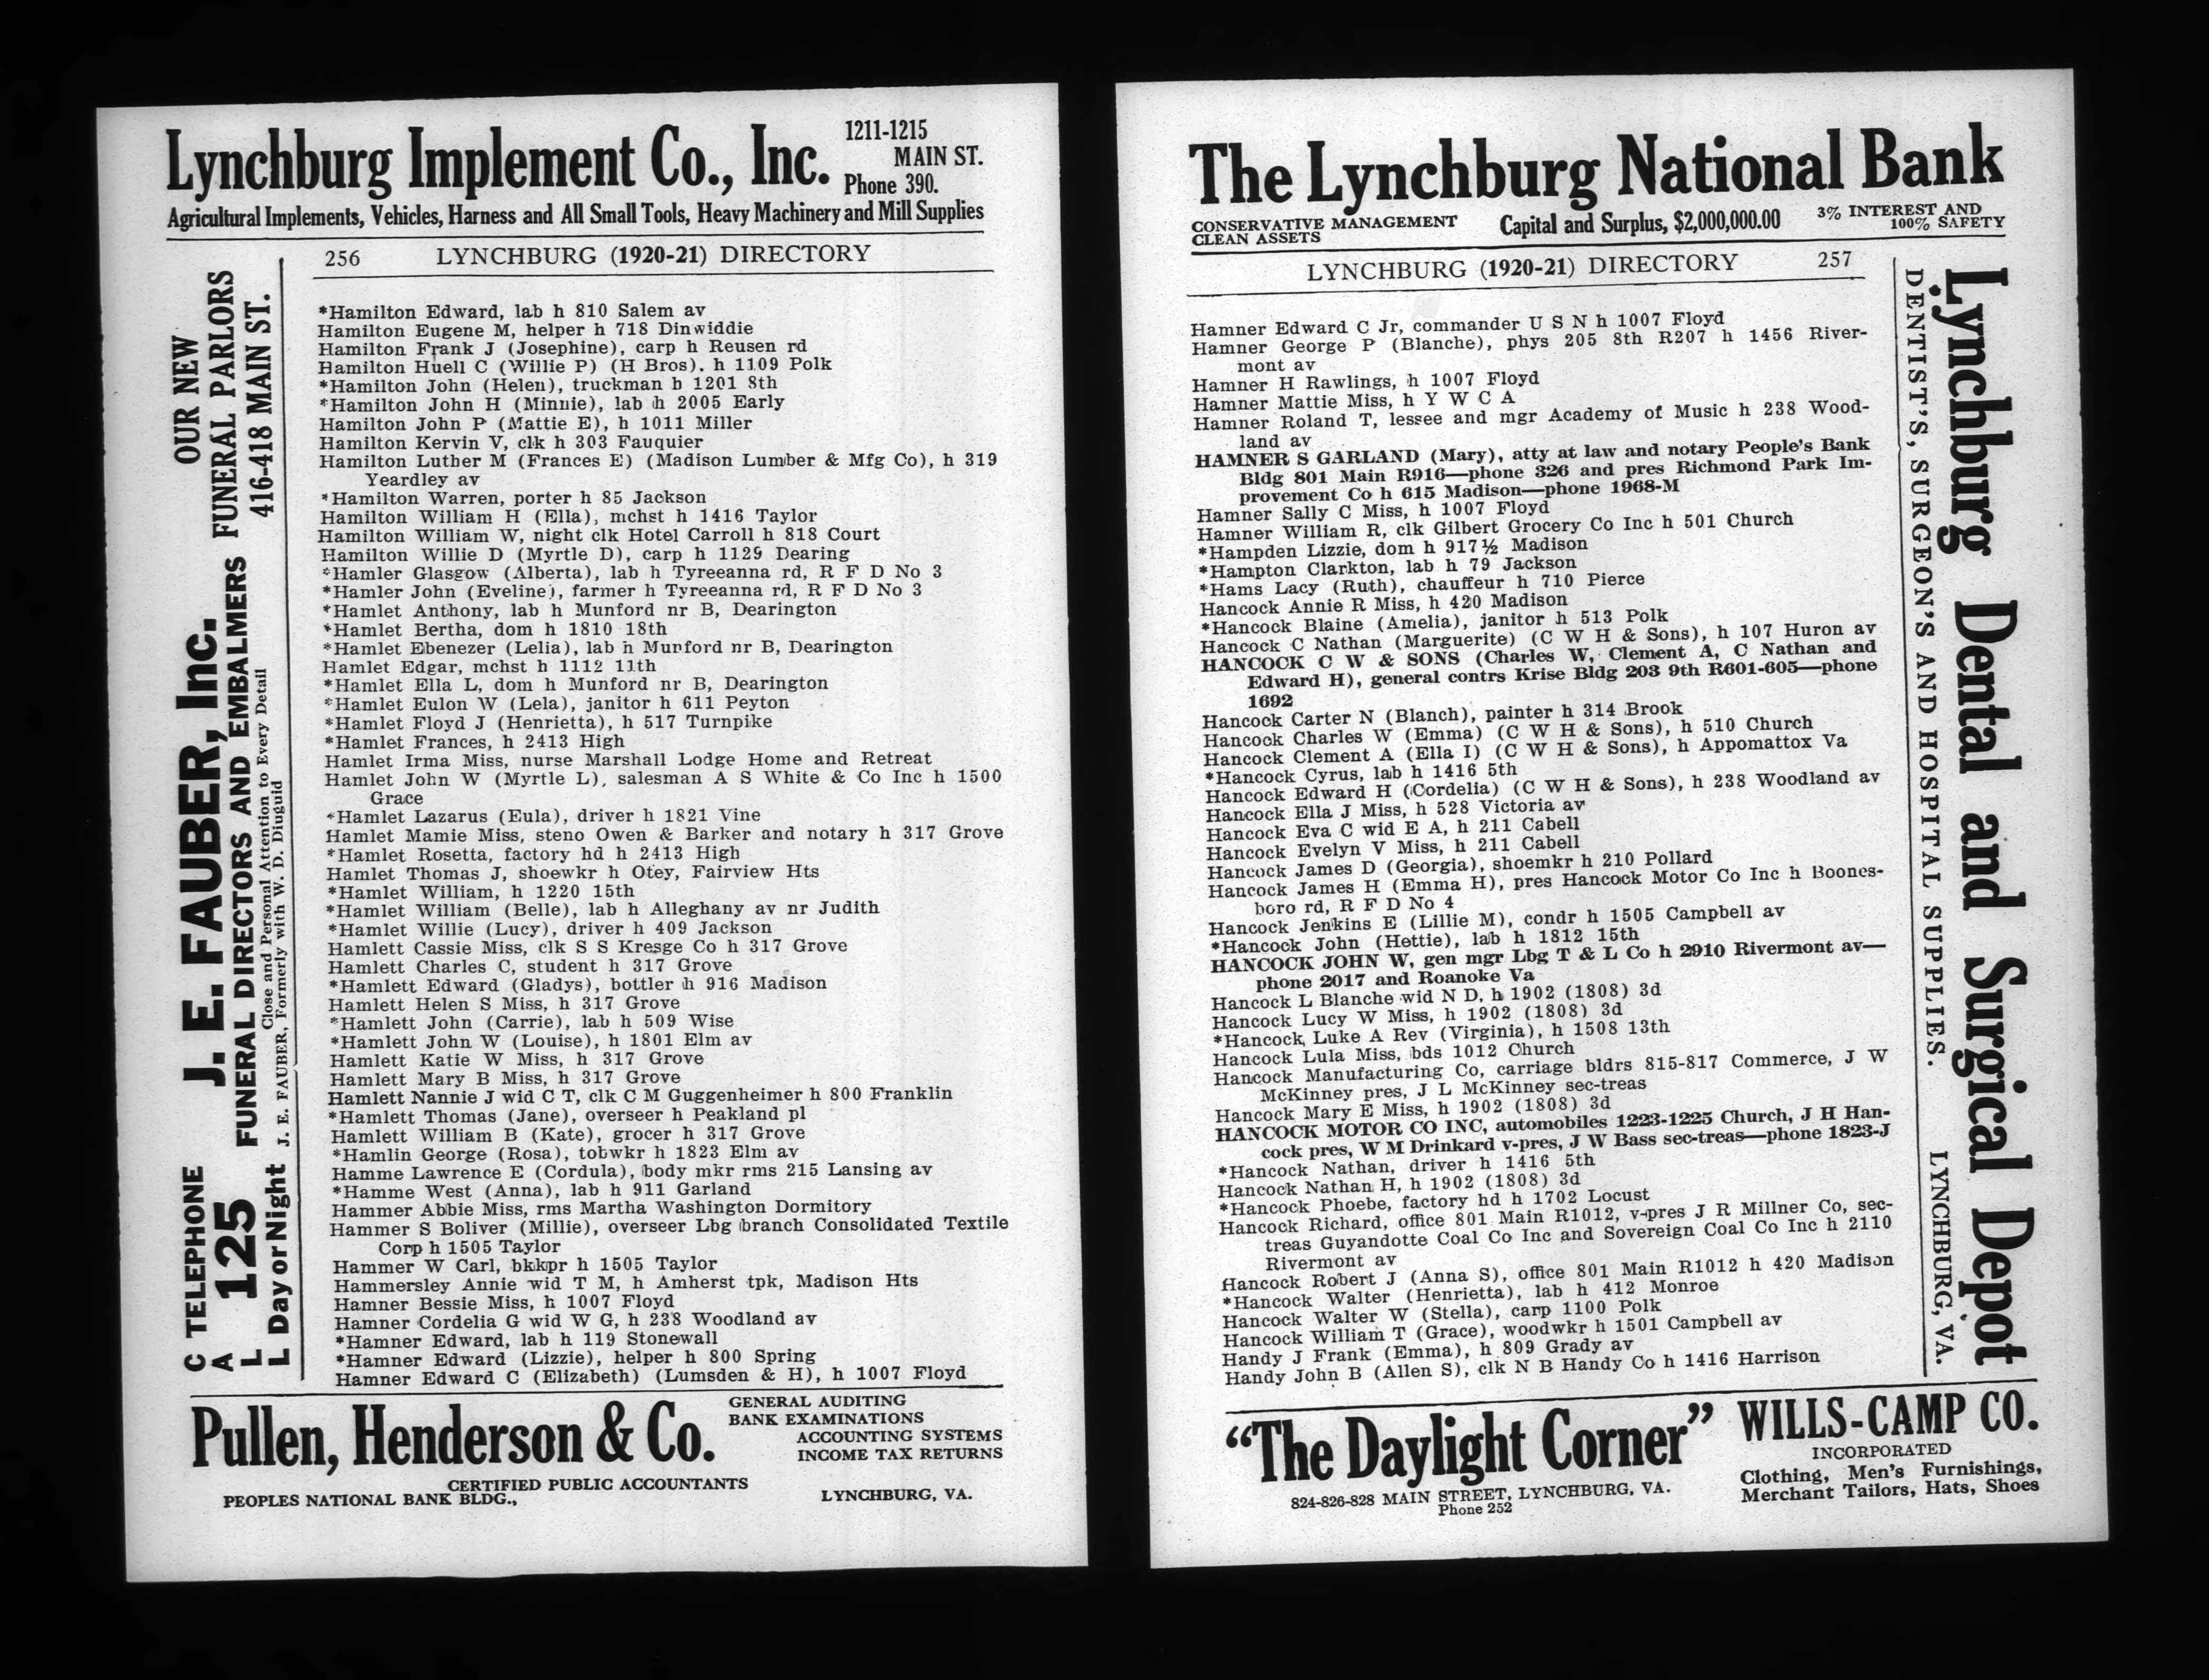 Lynchburg Implement Co., Inc. 1211-1215
MAIN ST.
Phone 390.
Agricultural Implements, Vehicles, Harness and All Small Tools, Heavy Machinery and Mill Supplies
256 LYNCHBURG (1920-21) DIRECTORY
OUR NEW
FUNERAL PARLORS
416-418 MAIN ST.
J. E. FAUBER, Inc.
FUNERAL DIRECTORS AND EMBALMERS
Close and Personal Attention to Every Detail
J. E. FAUBER, Formerly with W. D. Diuguid
CALL
TELEPHONE
125
Day or Night
*Hamilton Edward, lab h 810 Salem av
Hamilton Eugene M, helper h 718 Dinwiddie
Hamilton Frank J (Josephine), carp h Reusen rd
Hamilton Huell C (Willie P) (H Bros), h 1109 Polk
*Hamilton John (Helen), truckman b 1201 8th
*Hamilton John H (Minnie), lab h 2005 Early
Hamilton John P (Mattie E), h 1011 Miller
Hamilton Kervin V, clk h 303 Fauquier
Hamilton Luther M (Frances E) (Madison Lumber & Mfg Co), h 319
Yeardley av
*Hamilton Warren, porter h 85 Jackson
Hamilton William H (Ella), mchst h 1416 Taylor
Hamilton William W, night clk Hotel Carroll h 818 Court
Hamilton Willie D (Myrtle D), carp h 1129 Dearing
*Hamler Glasgow (Alberta), lab h Tyreeanna rd, R F D No 3
*Hamler John (Eveline), farmer h Tyreeanna rd, R F D No 3
*Hamlet Anthony, lab h Munford nr B, Dearington
*Hamlet Bertha, dom h 1810 18th
*Hamlet Ebenezer (Lelia), lab h Munford nr B, Dearington
Hamlet Edgar, mchst h 1112 11th
*Hamlet Ella L, dom h Munford nr B, Dearington
*Hamlet Eulon W (Lela), janitor h 611 Peyton
*Hamlet Floyd J (Henrietta), h 517 Turnpike
*Hamlet Frances, h 2413 High
Hamlet Irma Miss, nurse Marshall Lodge Home and Retreat
Hamlet John W (Myrtle L), salesman A S White & Co Inc h 1500
Grace
*Hamlet Lazarus (Eula), driver h 1821 Vine
Hamlet Mamie Miss, steno Owen & Barker and notary h 317 Grove
*Hamlet Rosetta, factory hd h 2413 High
Hamlet Thomas J, shoewkr h Otey, Fairview Hts
*Hamlet William, h 1220 15th
*Hamlet William (Belle), lab h Alleghany av nr Judith
*Hamlet Willie (Lucy), driver h 409 Jackson
Hamlett Cassie Miss, clk S S Kresge Co h 317 Grove
Hamlett Charles C, student h 317 Grove
*Hamlett Edward (Gladys), bottler h 916 Madison
Hamlett Helen S Miss, h 317 Grove
*Hamlett John (Carrie), lab h 509 Wise
*Hamlett John W (Louise), h 1801 Elm av
Hamlett Katie W Miss, h 317 Grove
Hamlett Mary B Miss, h 317 Grove
Hamlett Nannie J wid C T, clk C M Guggenheimer h 800 Franklin
*Hamlett Thomas (Jane), overseer h Peakland pl
Hamlett William B (Kate), grocer h 317 Grove
*Hamlin George (Rosa), tobwkr h 1823 Elm av
Hamme Lawrence E (Cordula), body mkr rms 215 Lansing av
*Hamme West (Anna), lab h 911 Garland
Hammer Abbie Miss, rms Martha Washington Dormitory
Hammer S Boliver (Millie), overseer Lbg branch Consolidated Textile
Corp h 1505 Taylor
Hammer W Carl, bkkpr h 1505 Taylor
Hammersley Annie wid T M, h Amherst tpk, Madison Hts
Hamner Bessie Miss, h 1007 Floyd
Hamner Cordelia G wid W G, h 238 Woodland av
*Hamner Edward, lab h 119 Stonewall
*Hamner Edward (Lizzie), helper h 800 Spring
Hamner Edward C (Elizabeth) (Lumsden & H), h 1007 Floyd
Pullen, Henderson & Co.
GENERAL AUDITING
BANK EXAMINATIONS
ACCOUNTING SYSTEMS
INCOME TAX RETURNS
CERTIFIED PUBLIC ACCOUNTANTS
PEOPLES NATIONAL BANK BLDG., LYNCHBURG, VA.
The Lynchburg National Bank
CONSERVATIVE MANAGEMENT
CLEAN ASSETS
Capital and Surplus, $2,000,000.00
3% INTEREST AND
100% SAFETY
LYNCHBURG (1920-21) DIRECTORY 257
Hamner Edward C Jr, commander U S N h 1007 Floyd
Hamner George P (Blanche), phys 205 8th R207 h 1456 River-
mont av
Hamner H Rawlings, h 1007 Floyd
Hamner Mattie Miss, h Y W C A
Hamner Roland T, lessee and mgr Academy of Music h 238 Wood-
land av
HAMNER S GARLAND (Mary), atty at law and notary People's Bank
Bldg 801 Main R916—phone 326 and pres Richmond Park Im-
provement Co h 615 Madison—phone 1968-M
Hamner Sally C Miss, h 1007 Floyd
Hamner William R, clk Gilbert Grocery Co Inc h 501 Church
*Hampden Lizzie, dom h 917½ Madison
*Hampton Clarkton, lab h 79 Jackson
*Hams Lacy (Ruth), chauffeur h 710 Pierce
Hancock Annie R Miss, h 420 Madison
*Hancock Blaine (Amelia), janitor h 513 Polk
Hancock C Nathan (Marguerite) (C W H & Sons), h 107 Huron av
HANCOCK C W & SONS (Charles W, Clement A, C Nathan and
Edward H), general contrs Krise Bldg 203 9th R601-605—phone
1692
Hancock Carter N (Blanch), painter h 314 Brook
Hancock Charles W (Emma) (C W H & Sons), h 510 Church
Hancock Clement A (Ella I) (C W H & Sons), h Appomattox Va
*Hancock Cyrus, lab h 1416 5th
Hancock Edward H (Cordelia) (C W H & Sons), h 238 Woodland av
Hancock Ella J Miss, h 528 Victoria av
Hancock Eva C wid E A, h 211 Cabell
Hancock Evelyn V Miss, h 211 Cabell
Hancock James D (Georgia), shoemkr h 210 Pollard
Hancock James H (Emma H), pres Hancock Motor Co Inc h Boones-
boro rd, R F D No 4
Hancock Jenkins E (Lillie M), condr h 1505 Campbell av
*Hancock John (Hettie), lab h 1812 15th
HANCOCK JOHN W, gen mgr Lbg T & L Co h 2910 Rivermont av—
phone 2017 and Roanoke Va
Hancock L Blanche wid N D, h 1902 (1808) 3d
Hancock Lucy W Miss, h 1902 (1808) 3d
*Hancock Luke A Rev (Virginia), h 1508 13th
Hancock Lula Miss, bds 1012 Church
Hancock Manufacturing Co, carriage bldrs 815-817 Commerce, J W
McKinney pres, J L McKinney sec-treas
Hancock Mary E Miss, h 1902 (1808) 3d
HANCOCK MOTOR CO INC, automobiles 1223-1225 Church, J H Han-
cock pres, W M Drinkard v-pres, J W Bass sec-treas—phone 1823-J
*Hancock Nathan, driver h 1416 5th
Hancock Nathan H, h 1902 (1808) 3d
*Hancock Phoebe, factory hd h 1702 Locust
Hancock Richard, office 801 Main R1012, v-pres J R Millner Co, sec-
treas Guyandotte Coal Co Inc and Sovereign Coal Co Inc h 2110
Rivermont av
Hancock Robert J (Anna S), office 801 Main R1012 h 420 Madison
*Hancock Walter (Henrietta), lab h 412 Monroe
Hancock Walter W (Stella), carp 1100 Polk
Hancock William T (Grace), woodwkr h 1501 Campbell av
Handy J Frank (Emma), h 809 Grady av
Handy John B (Allen S), clk N B Handy Co h 1416 Harrison
Lynchburg Dental and Surgical Depot
DENTIST'S, SURGEON'S AND HOSPITAL SUPPLIES. LYNCHBURG, VA.
"The Daylight Corner"
824-826-828 MAIN STREET, LYNCHBURG, VA.
Phone 252
WILLS-CAMP CO.
INCORPORATED
Clothing, Men's Furnishings,
Merchant Tailors, Hats, Shoes